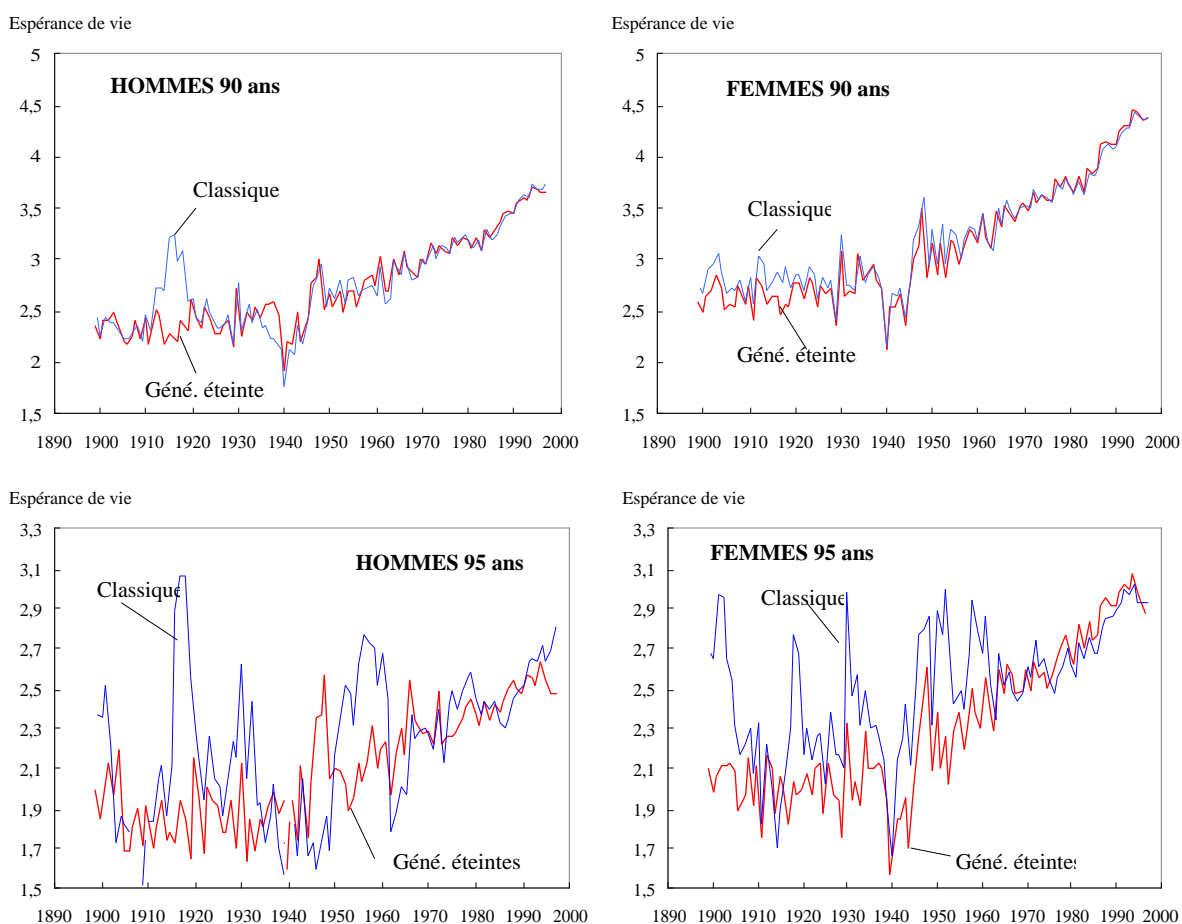 Espérance de vie
5
4,5
4
3,5
3
2,5
2
1,5
HOMMES 90 ans
Classique
Géné. éteinte
1890 1900 1910 1920 1930 1940 1950 1960 1970 1980 1990 2000
Espérance de vie
5
4,5
4
3,5
3
2,5
2
1,5
FEMMES 90 ans
Classique
Géné. éteinte
1890 1900 1910 1920 1930 1940 1950 1960 1970 1980 1990 2000
Espérance de vie
3,3
3,1
2,9
2,7
2,5
2,3
2,1
1,9
1,7
1,5
HOMMES 95 ans
Classique
Géné. éteintes
1890 1900 1910 1920 1930 1940 1950 1960 1970 1980 1990 2000
Espérance de vie
3,3
3,1
2,9
2,7
2,5
2,3
2,1
1,9
1,7
1,5
FEMMES 95 ans
Classique
Géné. éteintes
1890 1900 1910 1920 1930 1940 1950 1960 1970 1980 1990 2000